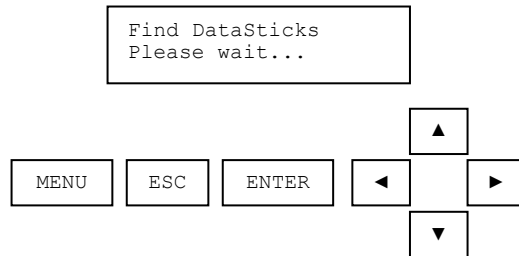 Find DataSticks
Please wait...
▲
MENU ESC ENTER ◄ ►
▼